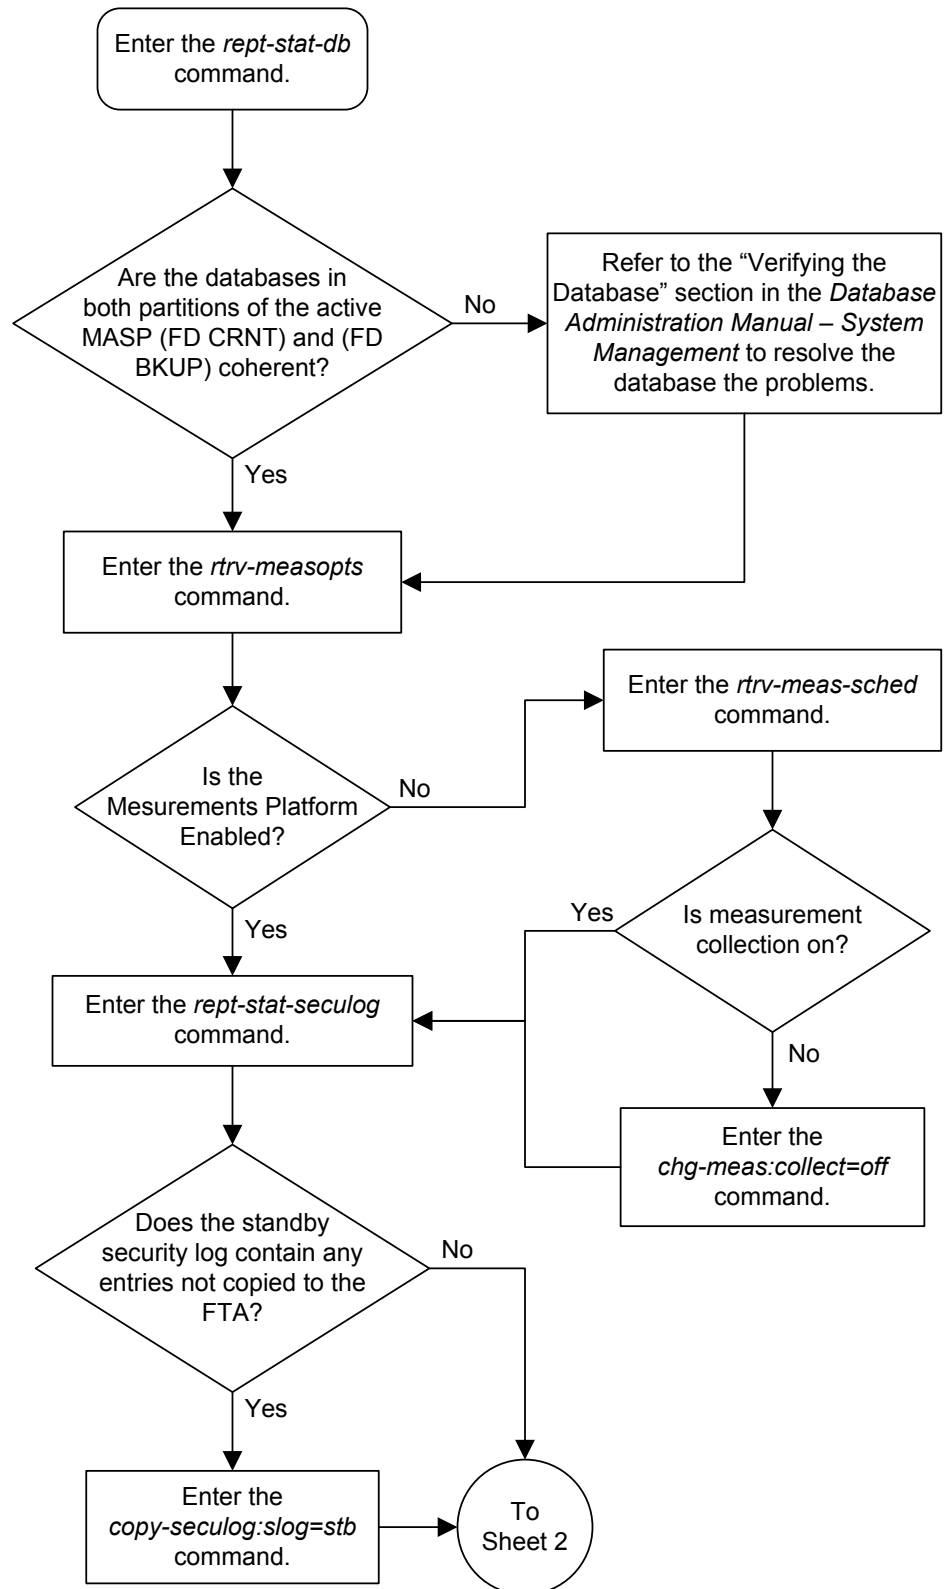 Enter the rept-stat-db
command.
Are the databases in
both partitions of the active
MASP (FD CRNT) and (FD
BKUP) coherent?
No
Refer to the “Verifying the
Database” section in the Database
Administration Manual – System
Management to resolve the
database the problems.
Yes
Enter the rtrv-measopts
command.
Is the
Mesurements Platform
Enabled?
No
Enter the rtrv-meas-sched
command.
Yes
Is measurement
collection on?
Yes
No
Enter the rept-stat-seculog
command.
Enter the
chg-meas:collect=off
command.
Does the standby
security log contain any
entries not copied to the
FTA?
No
Yes
Enter the
copy-seculog:slog=stb
command.
To
Sheet 2